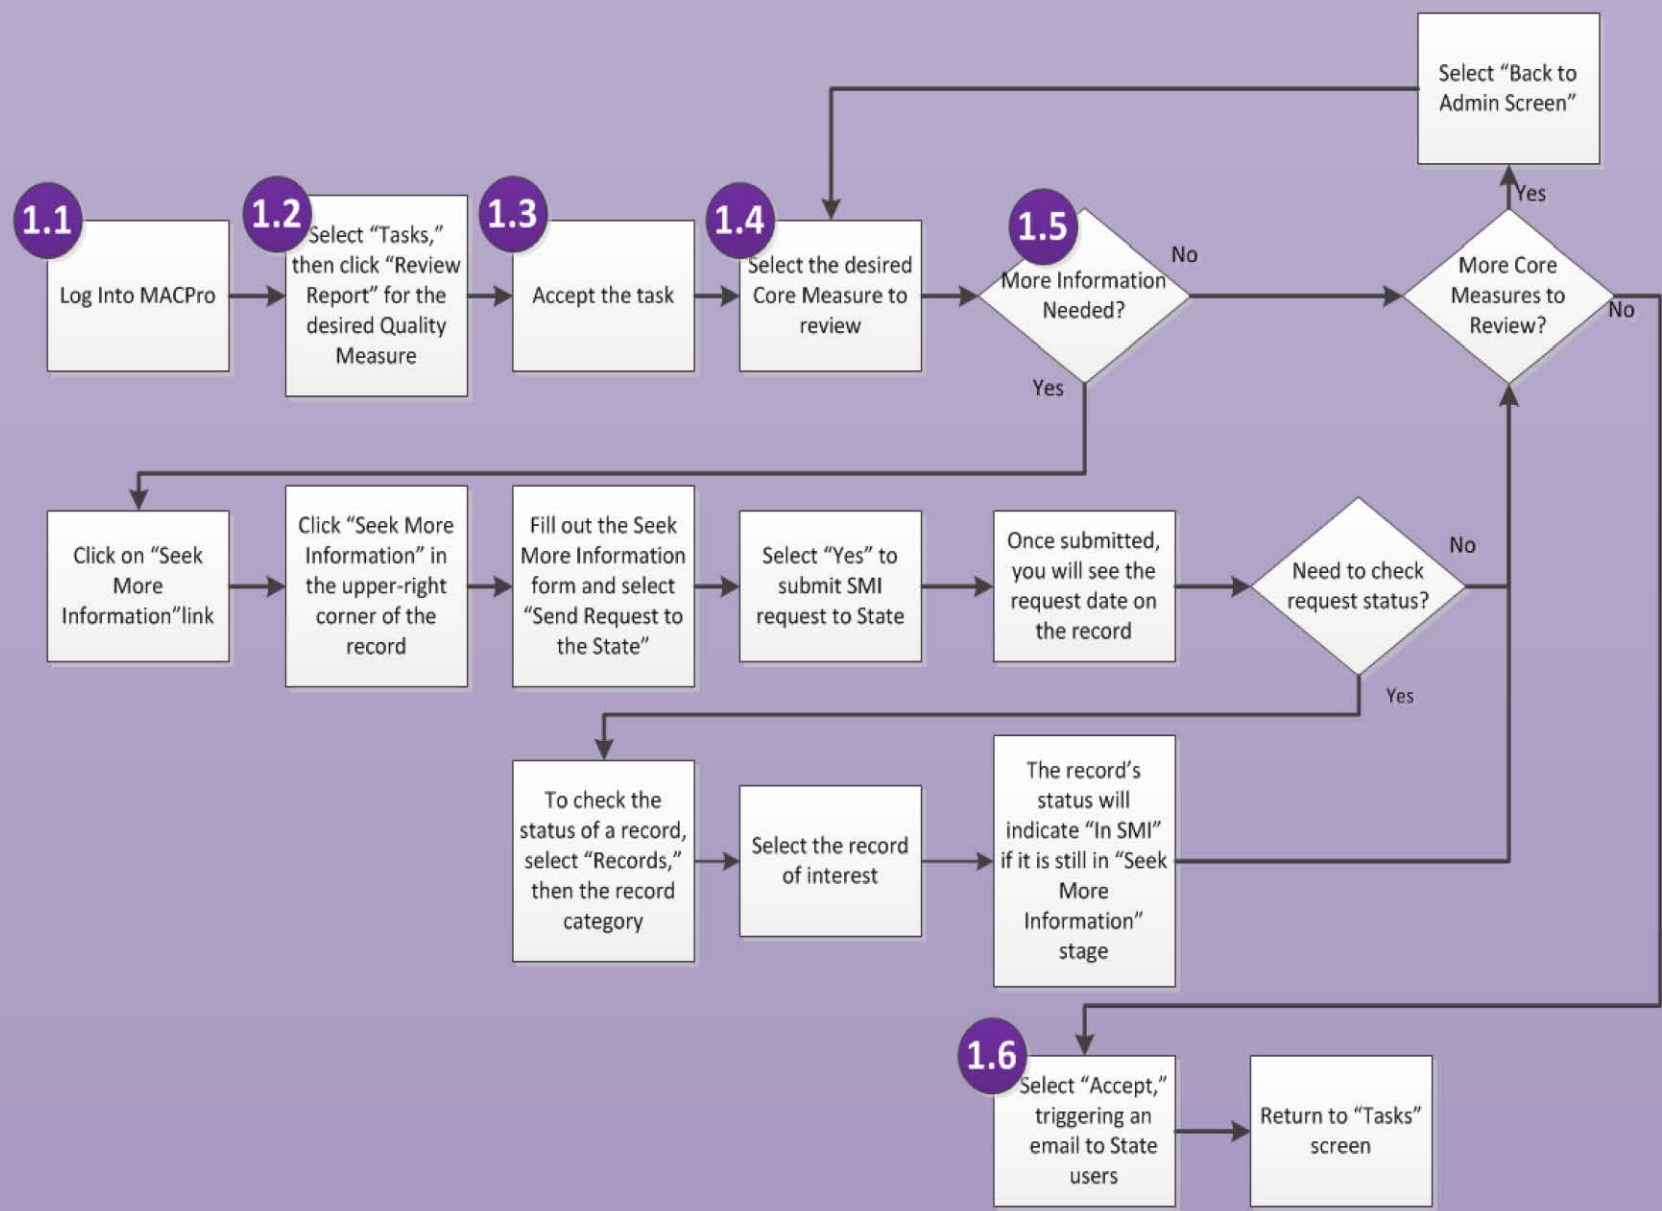 1.1
Log Into MACPro
1.2
Select “Tasks,”
then click “Review
Report” for the
desired Quality
Measure
1.3
Accept the task
1.4
Select the desired
Core Measure to
review
1.5
More Information
Needed?
No
Yes
More Core
Measures to
Review?
Yes
No
Select “Back to
Admin Screen”
Click on “Seek
More
Information”link
Click “Seek More
Information” in
the upper-right
corner of the
record
Fill out the Seek
More Information
form and select
“Send Request to
the State”
Select “Yes” to
submit SMI
request to State
Once submitted,
you will see the
request date on
the record
Need to check
request status?
No
Yes
To check the
status of a record,
select “Records,”
then the record
category
Select the record
of interest
The record’s
status will
indicate “In SMI”
if it is still in “Seek
More
Information”
stage
1.6
Select “Accept,”
triggering an
email to State
users
Return to “Tasks”
screen